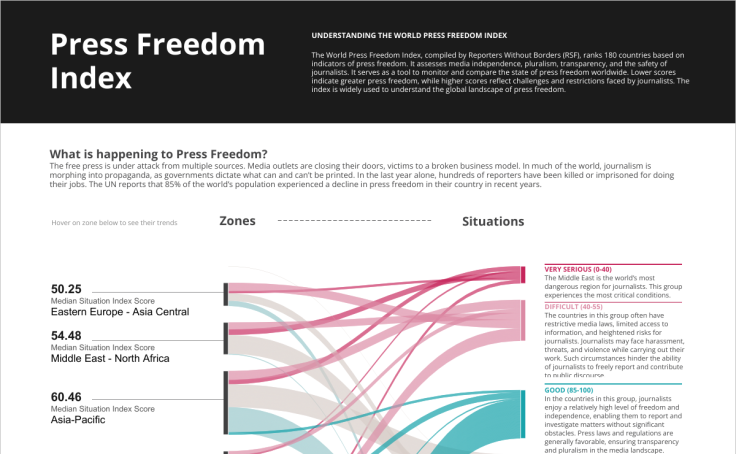 Press Freedom
Index
UNDERSTANDING THE WORLD PRESS FREEDOM INDEX
The World Press Freedom Index, compiled by Reporters Without Borders (RSF), ranks 180 countries based on
indicators of press freedom. It assesses media independence, pluralism, transparency, and the safety of
journalists. It serves as a tool to monitor and compare the state of press freedom worldwide. Lower scores
indicate greater press freedom, while higher scores reflect challenges and restrictions faced by journalists. The
index is widely used to understand the global landscape of press freedom.
What is happening to Press Freedom?
The free press is under attack from multiple sources. Media outlets are closing their doors, victims to a broken business model. In much of the world, journalism is
morphing into propaganda, as governments dictate what can and can't be printed. In the last year alone, hundreds of reporters have been killed or imprisoned for doing
their jobs. The UN reports that 85% of the world's population experienced a decline in press freedom in their country in recent years.
Hover on zone below to see their trends
Zones
Situations
50.25
Median Situation Index Score
Eastern Europe - Asia Central
54.48
Median Situation Index Score
Middle East - North Africa
60.46
Median Situation Index Score
Asia-Pacific
VERY SERIOUS (0-40)
The Middle East is the world's most
dangerous region for journalists. This group
experiences the most critical conditions.
DIFFICULT (40-55)
The countries in this group often have
restrictive media laws, limited access to
information, and heightened risks for
journalists. Journalists may face harassment,
threats, and violence while carrying out their
work. Such circumstances hinder the ability
of journalists to freely report and contribute
to public discourse.
GOOD (85-100)
In the countries in this group, journalists
enjoy a relatively high level of freedom and
independence, enabling them to report and
investigate matters without significant
obstacles. Press laws and regulations are
generally favorable, ensuring transparency
and pluralism in the media landscape.